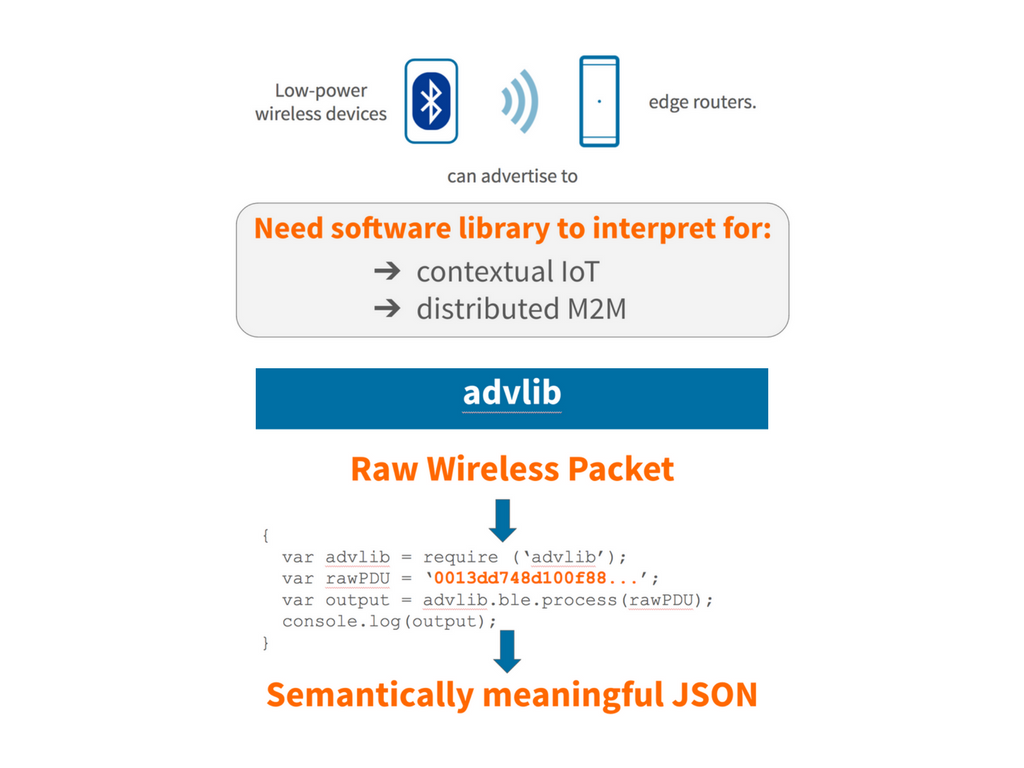 Low-power
wireless devices
edge routers.
can advertise to
Need software library to interpret for:
➔ contextual IoT
➔ distributed M2M
advlib
Raw Wireless Packet
{
var advlib = require (‘advlib’);
var rawPDU = ‘0013dd748d100f88...’;
var output = advlib.ble.process(rawPDU);
console.log(output);
}
Semantically meaningful JSON